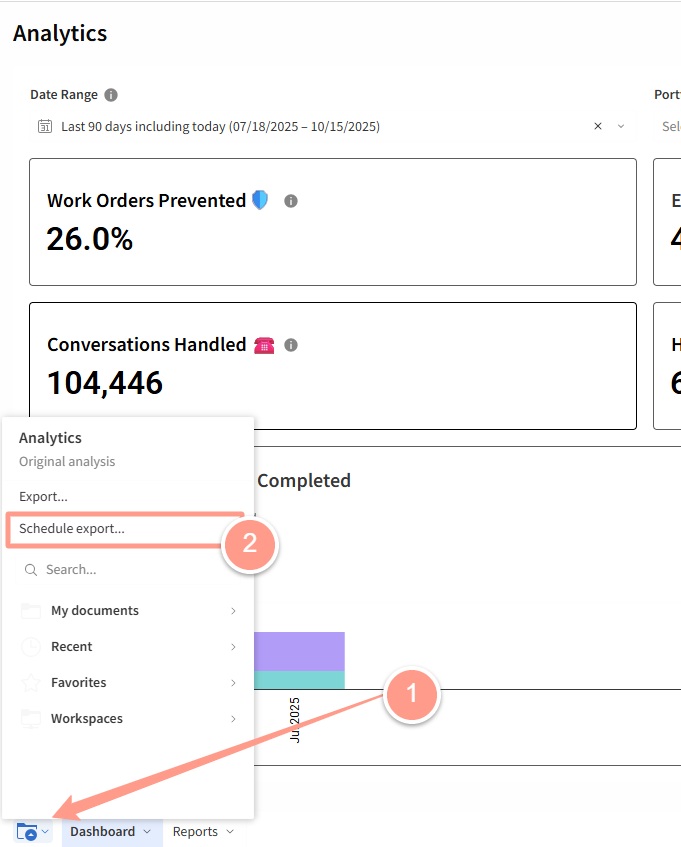 Analytics
Date Range
Port
Last 90 days including today (07/18/2025 – 10/15/2025)
Sel
Work Orders Prevented
26.0%
E
4
Conversations Handled
104,446
H
6
Analytics
Original analysis
Completed
Export...
Schedule export...
2
Search...
My documents
Recent
Favorites
Workspaces
1
Jul 2025
Dashboard
Reports